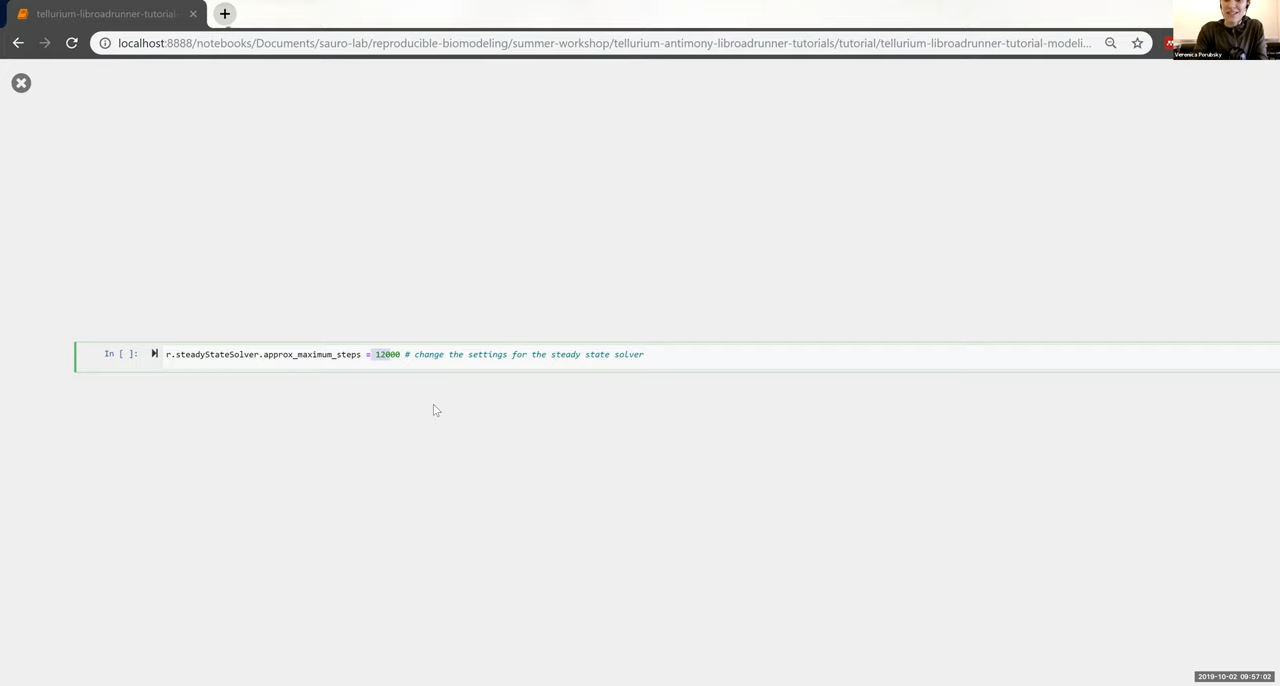 tellurium-libroadrunner-tutorial-
localhost:8888/notebooks/Documents/sauro-lab/reproducible-biomodeling/summer-workshop/tellurium-antimony-libroadrunner-tutorials/tutorial/tellurium-libroadrunner-tutorial-modeli...
Veronica Porubsky
In [ ]: r.steadyStateSolver.approx_maximum_steps = 12000 # change the settings for the steady state solver
2019-10-02 09:57:02